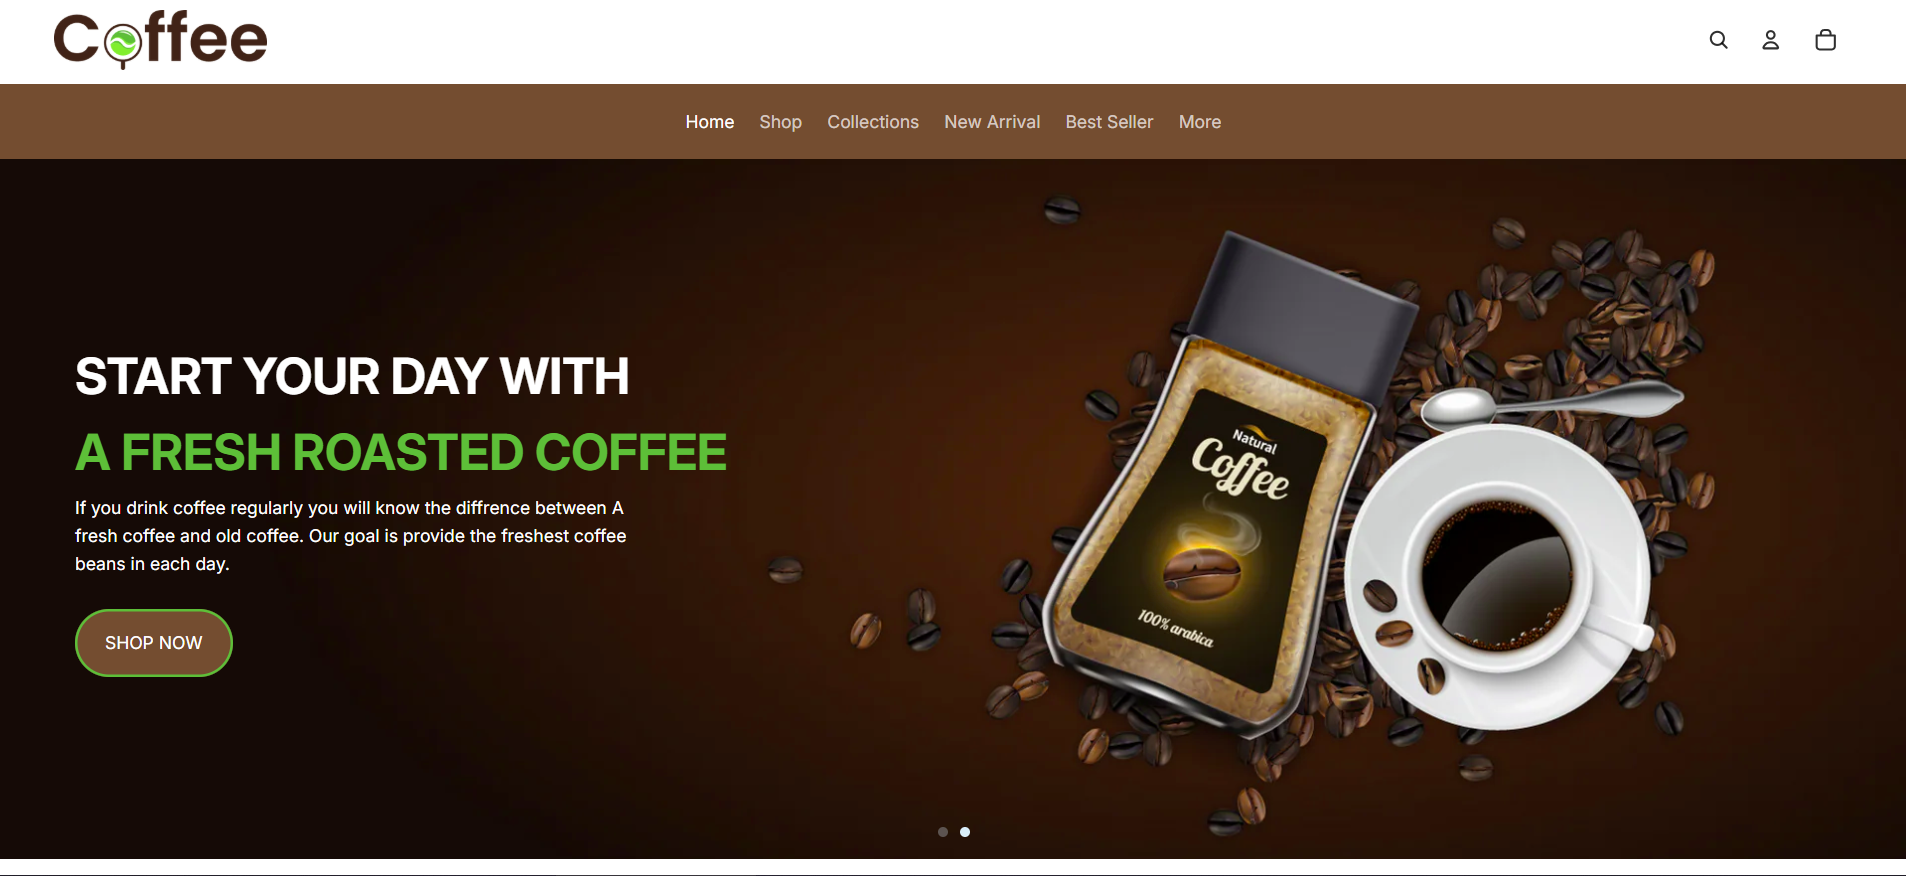 Coffee
Home Shop Collections New Arrival Best Seller More
START YOUR DAY WITH
A FRESH ROASTED COFFEE
If you drink coffee regularly you will know the diffrence between A
fresh coffee and old coffee. Our goal is provide the freshest coffee
beans in each day.
SHOP NOW
Natural
Coffee
100% arabica